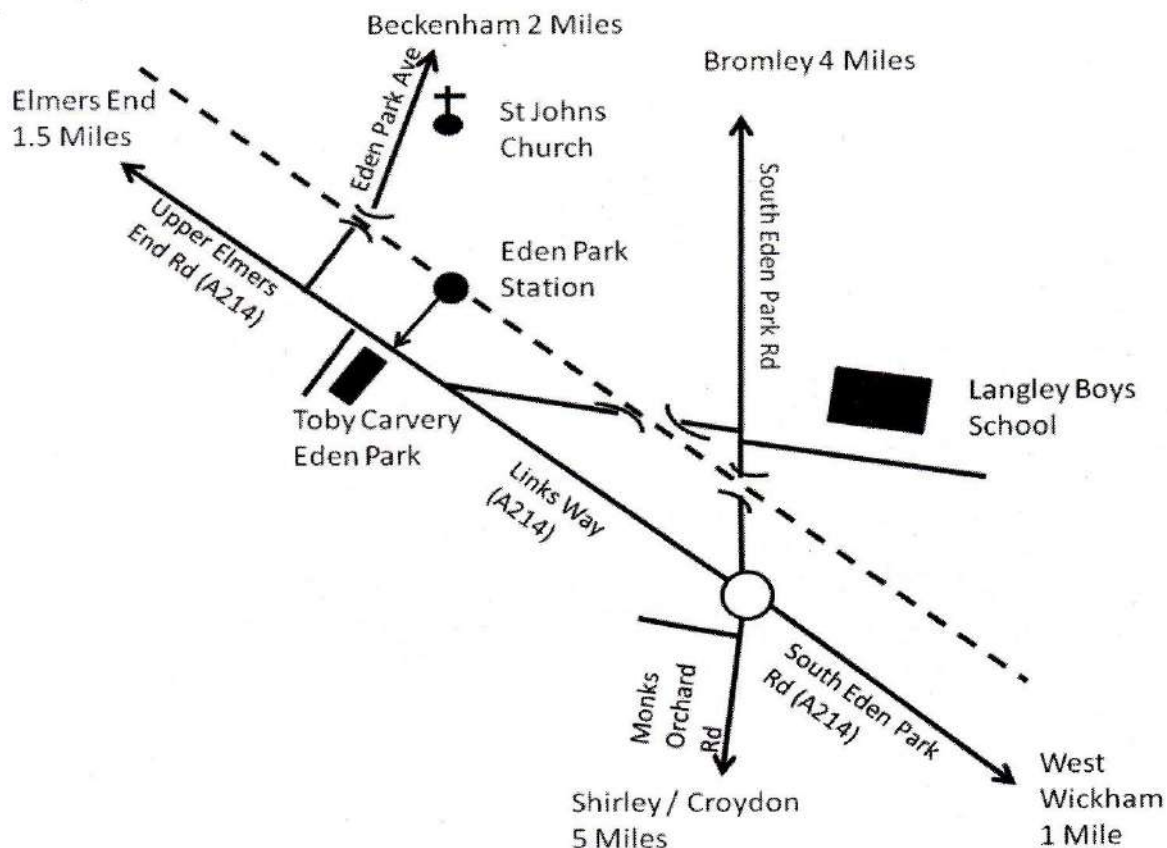 Beckenham 2 Miles
Bromley 4 Miles
Elmers End
1.5 Miles
Eden Park Ave
St Johns
Church
South Eden Park Rd
Upper Elmers
End Rd (A214)
Eden Park
Station
Toby Carvery
Eden Park
Langley Boys
School
Links Way
(A214)
Monks
Orchard
Rd
South Eden Park
Rd (A214)
Shirley / Croydon
5 Miles
West
Wickham
1 Mile